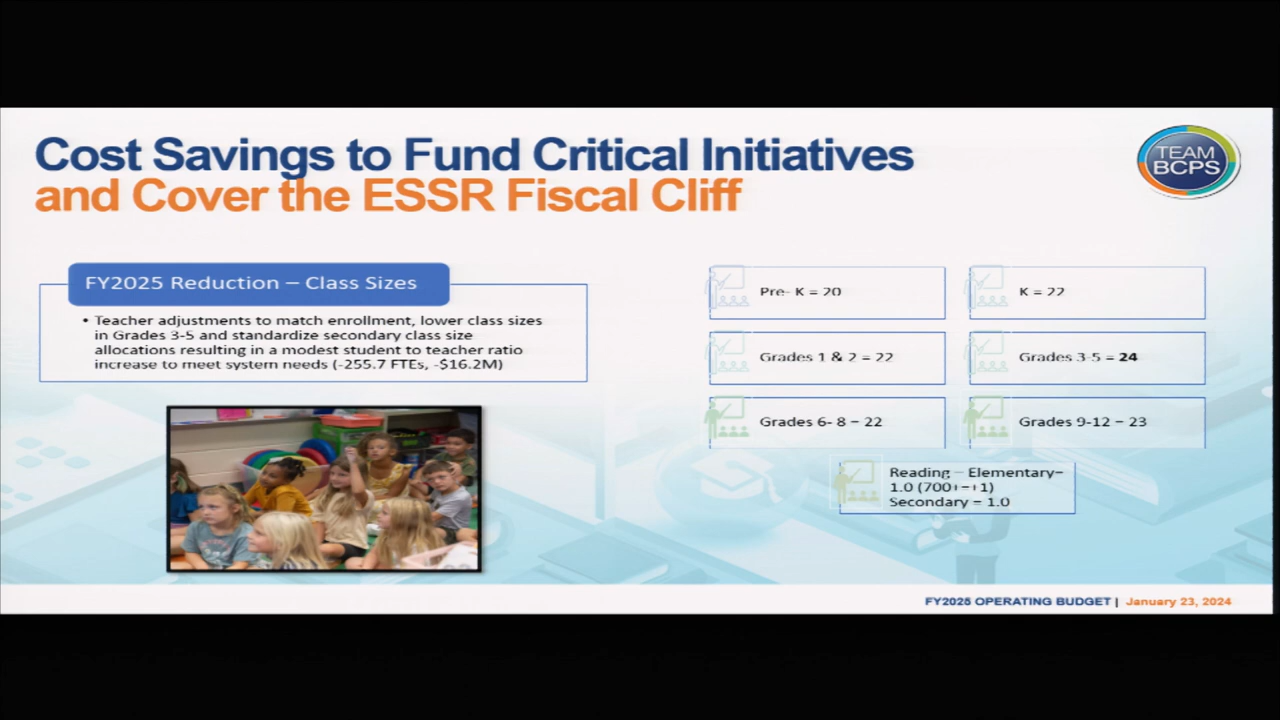 Cost Savings to Fund Critical Initiatives
and Cover the ESSR Fiscal Cliff
TEAM
BCPS
FY2025 Reduction – Class Sizes
• Teacher adjustments to match enrollment, lower class sizes
in Grades 3-5 and standardize secondary class size
allocations resulting in a modest student to teacher ratio
increase to meet system needs (-255.7 FTEs, -$16.2M)
Pre- K = 20
K = 22
Grades 1 & 2 = 22
Grades 3-5 = 24
Grades 6- 8 = 22
Grades 9-12 = 23
Reading – Elementary=
1.0 (700+=+1)
Secondary = 1.0
FY2025 OPERATING BUDGET | January 23, 2024